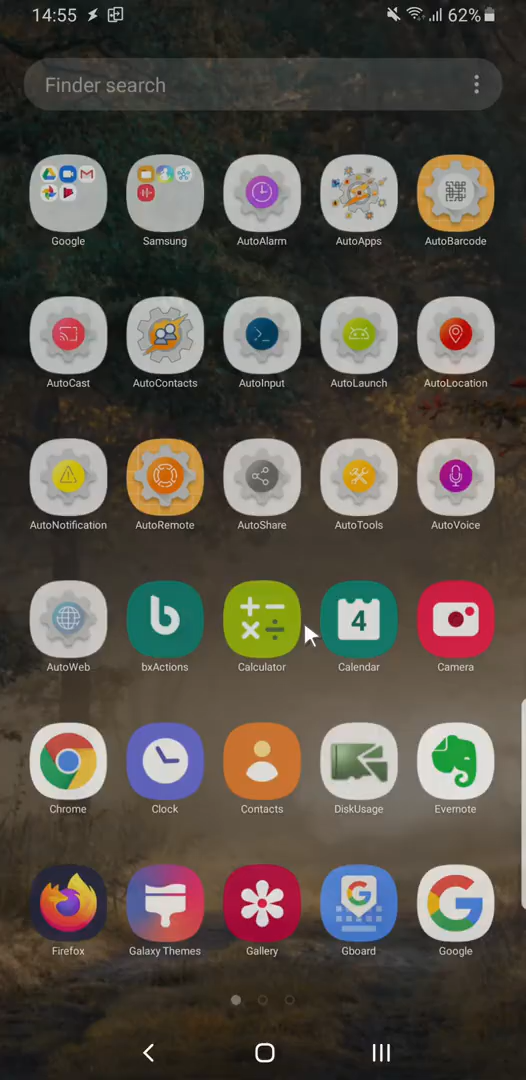 14:55 62%
Finder search
Google Samsung AutoAlarm AutoApps AutoBarcode
AutoCast AutoContacts AutoInput AutoLaunch AutoLocation
AutoNotification AutoRemote AutoShare AutoTools AutoVoice
4
AutoWeb bxActions Calculator Calendar Camera
Chrome Clock Contacts DiskUsage Evernote
Firefox Galaxy Themes Gallery Gboard Google